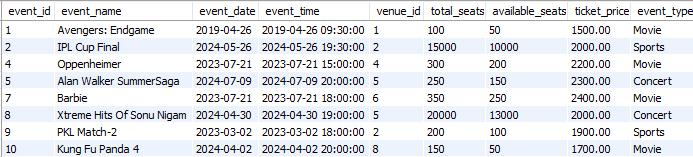 event_id event_name event_date event_time venue_id total_seats available_seats ticket_price event_type
1 Avengers: Endgame 2019-04-26 2019-04-26 09:30:00 1 100 50 1500.00 Movie
2 IPL Cup Final 2024-05-26 2024-05-26 19:30:00 2 15000 10000 2000.00 Sports
4 Oppenheimer 2023-07-21 2023-07-21 15:00:00 4 300 200 2200.00 Movie
5 Alan Walker SummerSaga 2024-07-09 2024-07-09 20:00:00 5 250 150 2300.00 Concert
7 Barbie 2023-07-21 2023-07-21 18:00:00 6 350 250 2400.00 Movie
8 Xtreme Hits Of Sonu Nigam 2024-04-30 2024-04-30 19:00:00 5 20000 13000 2000.00 Concert
9 PKL Match-2 2023-03-02 2023-03-02 18:00:00 2 200 100 1900.00 Sports
10 Kung Fu Panda 4 2024-04-02 2024-04-02 20:00:00 8 150 50 1700.00 Movie